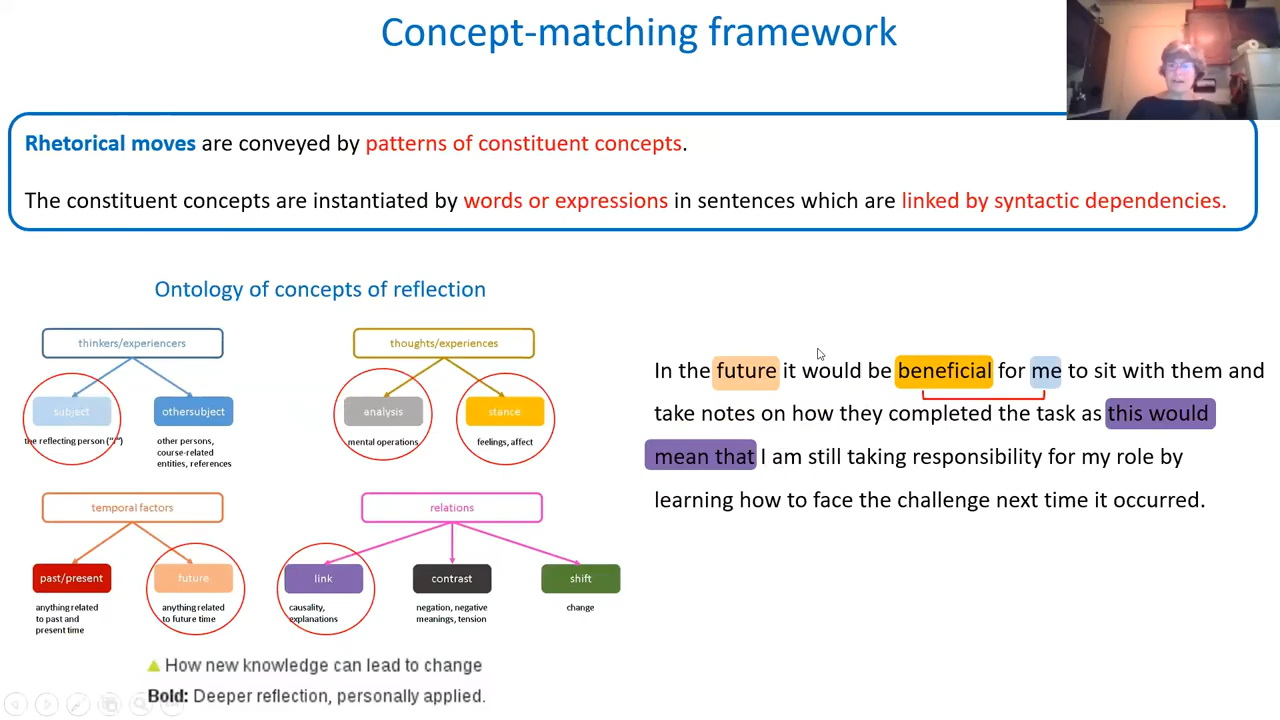 Concept-matching framework
Rhetorical moves are conveyed by patterns of constituent concepts.
The constituent concepts are instantiated by words or expressions in sentences which are linked by syntactic dependencies.
Ontology of concepts of reflection
thinkers/experiencers
subject
the reflecting person ("I")
othersubject
other persons,
course-related
entities, references
thoughts/experiences
analysis
mental operations
stance
feelings, affect
temporal factors
past/present
anything related
to past and
present time
future
anything related
to future time
relations
link
causality,
explanations
contrast
negation, negative
meanings, tension
shift
change
How new knowledge can lead to change
Bold: Deeper reflection, personally applied.
In the future it would be beneficial for me to sit with them and
take notes on how they completed the task as this would
mean that I am still taking responsibility for my role by
learning how to face the challenge next time it occurred.